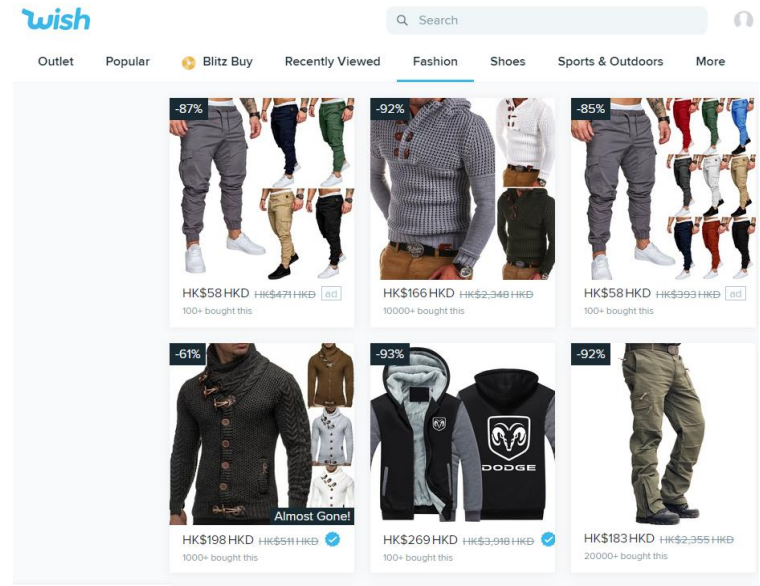 wish
Search
Outlet Popular Blitz Buy Recently Viewed Fashion Shoes Sports & Outdoors More
-87%
-92%
-85%
HK$58 HKD HK$471 HKD ad
100+ bought this
HK$166 HKD HK$2,348 HKD
10000+ bought this
HK$58 HKD HK$393 HKD ad
100+ bought this
-61%
Almost Gone!
-93%
DODGE
-92%
HK$198 HKD HK$511 HKD
1000+ bought this
HK$269 HKD HK$3,918 HKD
100+ bought this
HK$183 HKD HK$2,355 HKD
20000+ bought this